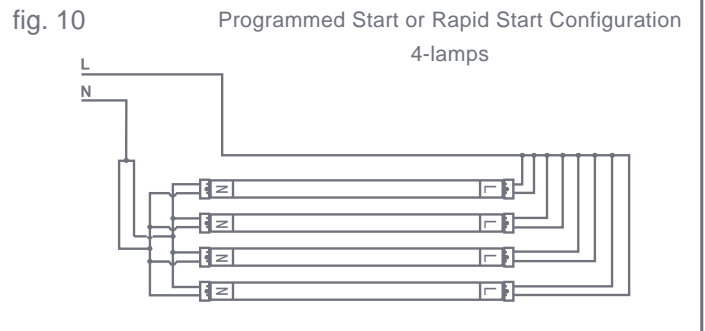 fig. 10
Programmed Start or Rapid Start Configuration
4-lamps
L
N
N L
N L
N L
N L